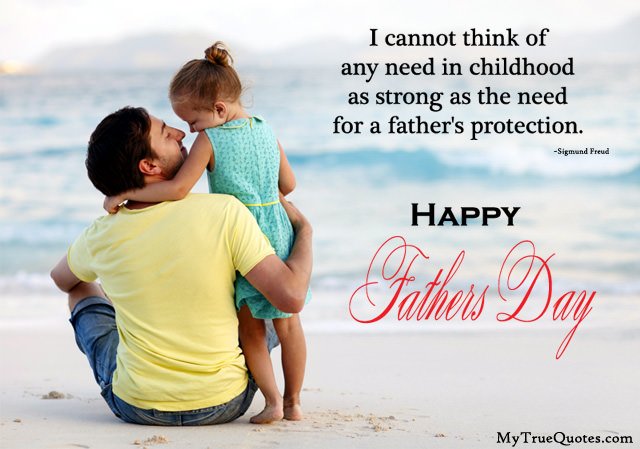 I cannot think of
any need in childhood
as strong as the need
for a father's protection.
~Sigmund Freud
HAPPY
Fathers Day
MyTrueQuotes.com